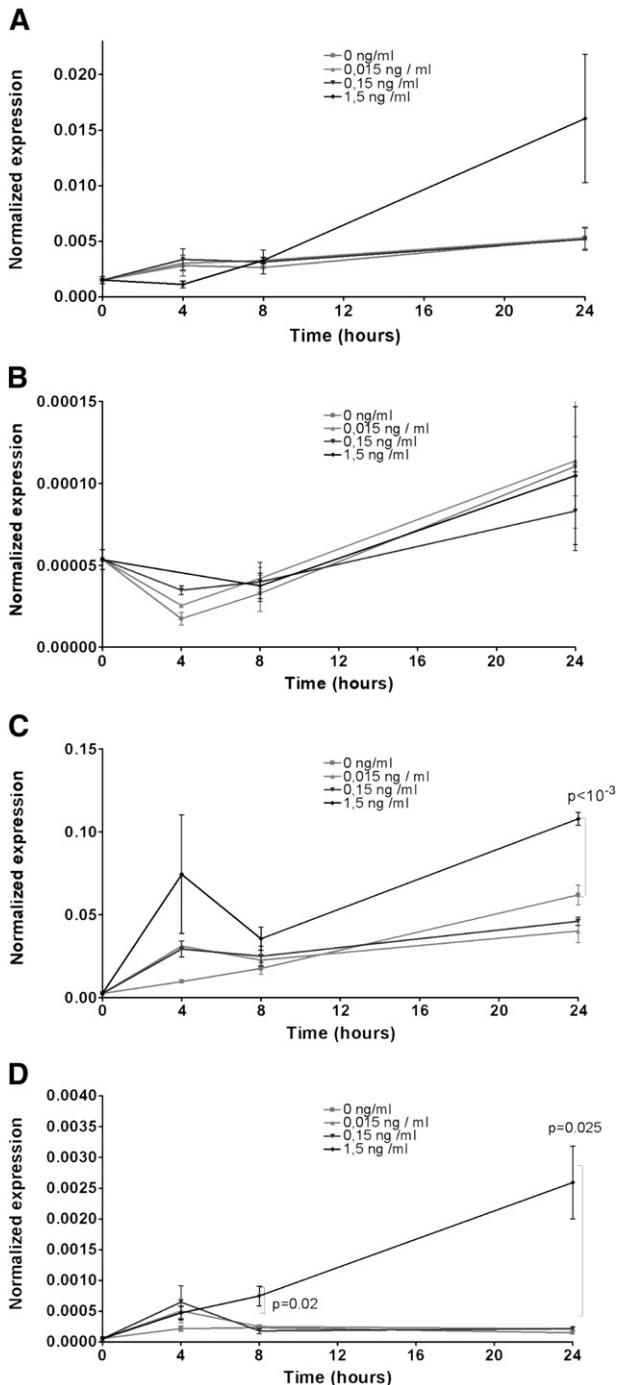 A
Normalized expression
0.020
0.015
0.010
0.005
0.000
0 ng/ml
0,015 ng / ml
0,15 ng /ml
1,5 ng /ml
0 4 8 12 16 20 24
Time (hours)
B
Normalized expression
0.00015
0.00010
0.00005
0.00000
0 ng/ml
0,015 ng / ml
0,15 ng /ml
1,5 ng /ml
0 4 8 12 16 20 24
Time (hours)
C
Normalized expression
0.15
0.10
0.05
0.00
0 ng/ml
0,015 ng / ml
0,15 ng /ml
1,5 ng /ml
p<10⁻³
0 4 8 12 16 20 24
Time (hours)
D
Normalized expression
0.0040
0.0035
0.0030
0.0025
0.0020
0.0015
0.0010
0.0005
0.0000
0 ng/ml
0,015 ng / ml
0,15 ng /ml
1,5 ng /ml
p=0.025
p=0.02
0 4 8 12 16 20 24
Time (hours)